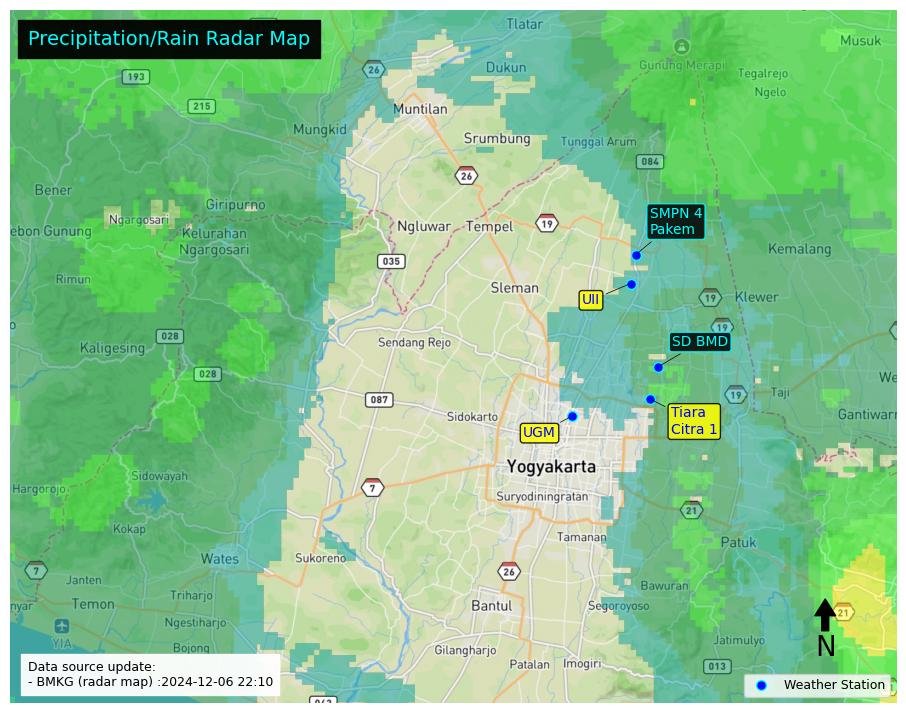 Precipitation/Rain Radar Map
Tlatar
Musuk
26
193
Dukun
Gunung Merapi
Tegalrejo
215
Muntilan
Ngelo
Mungkid
Srumbung
Tunggal Arum
084
26
Bener
Giripurno
Ngargosari
SMPN 4
Pakem
ebon Gunung
Kelurahan
Ngargosari
Ngluwar
Tempel
19
Kemalang
035
Rimun
Sleman
UII
19
Klewer
19
028
Kaligesing
Sendang Rejo
SD BMD
028
We
087
19
Taji
Sidokarto
Tiara
Citra 1
Gantiwarr
UGM
Yogyakarta
Sidowayah
Hargorojo
7
Suryodiningratan
21
Kokap
Tamanan
Patuk
Wates
Sukoreno
7
26
Janten
Bawuran
Triharjo
nyar
Temon
Bantul
Segoroyoso
21
Ngestiharjo
YIA
Bojong
Gilangharjo
Jatimulyo
N
Patalan
Imogiri
013
Data source update:
- BMKG (radar map) :2024-12-06 22:10
Weather Station